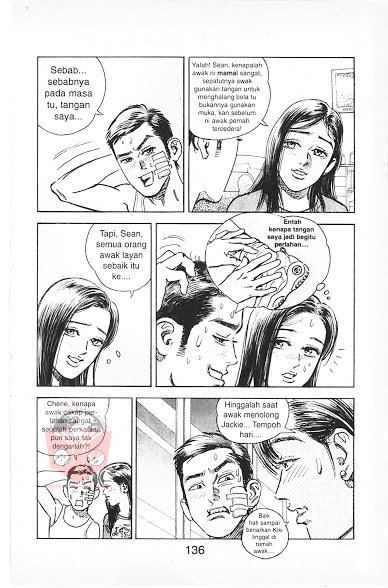 Sebab...
sebabnya
pada masa
tu, tangan
saya...
Yalah! Sean, kenapalah
awak ni mamai sangat,
sepatutnya awak
gunakan tangan untuk
menghalang bola tu
bukannya gunakan
muka, kan sebelum
ni awak pernah
tercedera!
Tapi, Sean,
semua orang
awak layan
sebaik itu
ke....
Entah
kenapa tangan
saya jadi begitu
perlahan....
Cherie, kenapa
awak cakap per-
lahan sangat
separuh perkataan
pun saya tak
dengarlah?!
Hinggalah saat
awak menolong
Jackie... Tempoh
hari....
Baik
hati sampai
benarkan Kiki
tinggal di
rumah
awak....
136